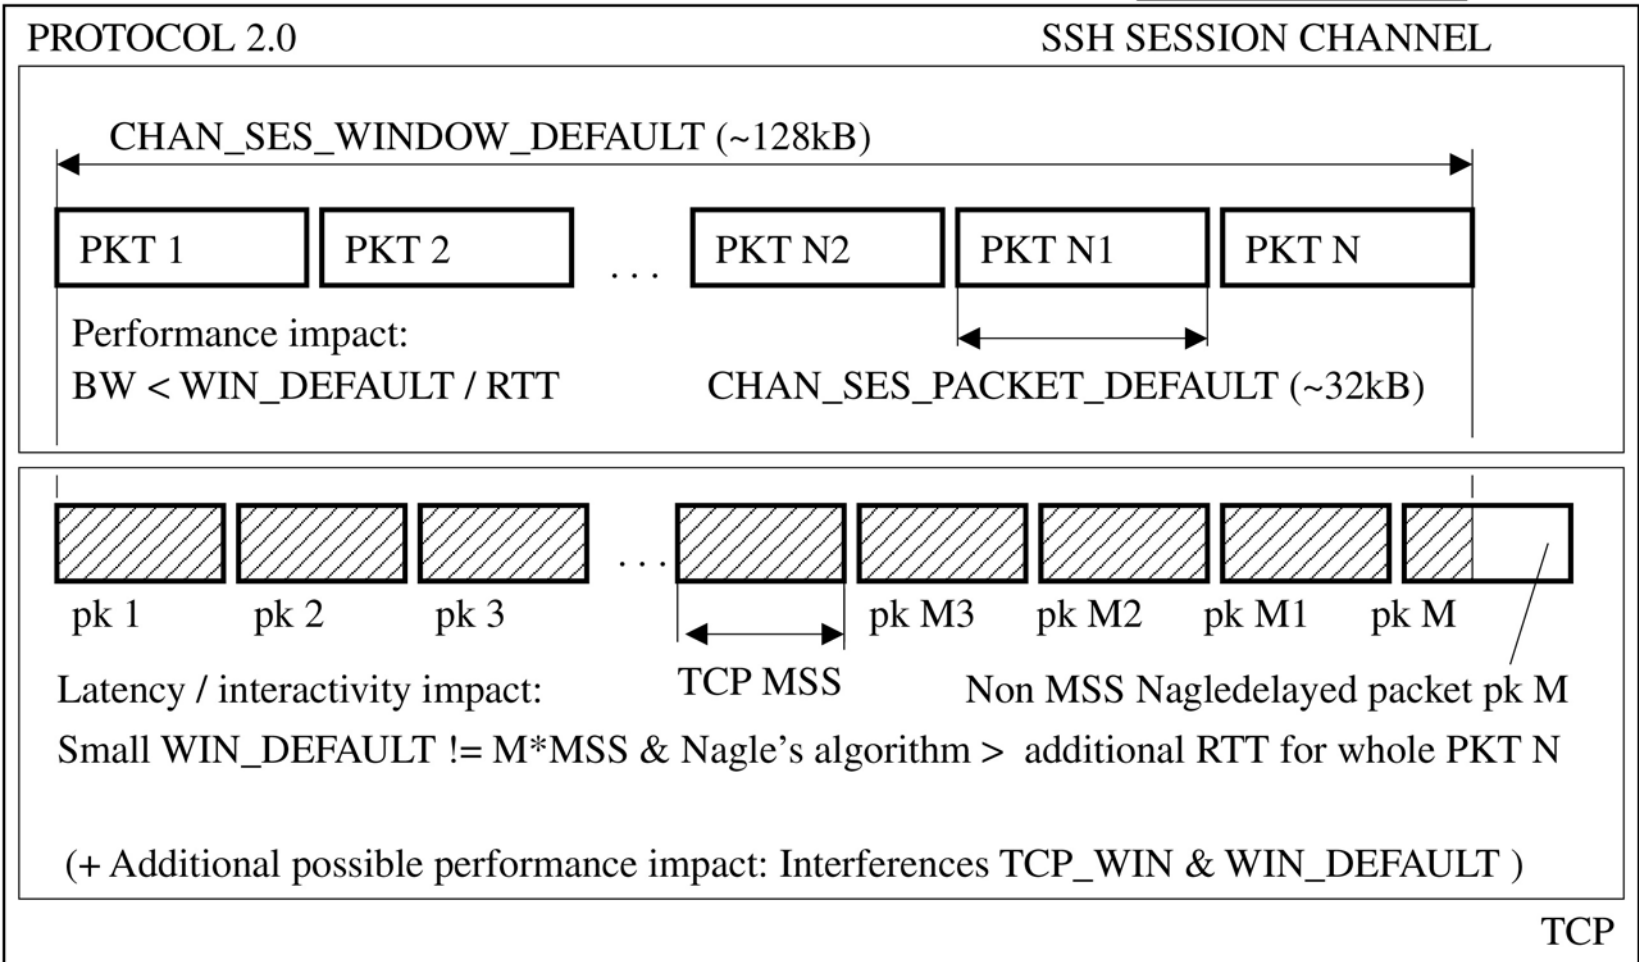 PROTOCOL 2.0
SSH SESSION CHANNEL
CHAN_SES_WINDOW_DEFAULT (~128kB)
PKT 1
PKT 2
...
PKT N2
PKT N1
PKT N
Performance impact:
BW < WIN_DEFAULT / RTT
CHAN_SES_PACKET_DEFAULT (~32kB)
...
pk 1
pk 2
pk 3
pk M3
pk M2
pk M1
pk M
TCP MSS
Latency / interactivity impact:
Non MSS Nagledelayed packet pk M
Small WIN_DEFAULT != M*MSS & Nagle's algorithm > additional RTT for whole PKT N
(+ Additional possible performance impact: Interferences TCP_WIN & WIN_DEFAULT )
TCP